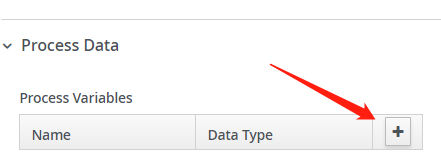 Process Data
Process Variables
Name Data Type +